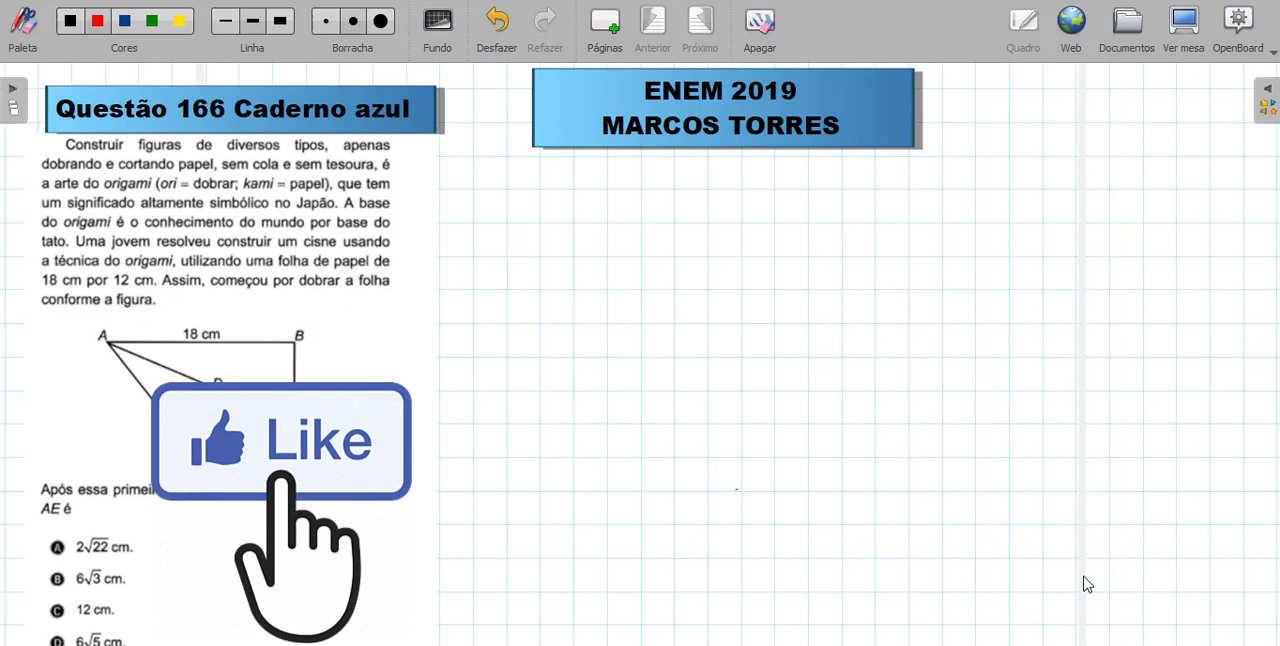 Paleta
Cores
Linha
Borracha
Fundo
Desfazer
Refazer
Páginas
Anterior
Próximo
Apagar
Quadro
Web
Documentos
Ver mesa
OpenBoard
Questão 166 Caderno azul
ENEM 2019
MARCOS TORRES
Construir figuras de diversos tipos, apenas
dobrando e cortando papel, sem cola e sem tesoura, é
a arte do origami (ori = dobrar; kami = papel), que tem
um significado altamente simbólico no Japão. A base
do origami é o conhecimento do mundo por base do
tato. Uma jovem resolveu construir um cisne usando
a técnica do origami, utilizando uma folha de papel de
18 cm por 12 cm. Assim, começou por dobrar a folha
conforme a figura.
A 18 cm B
Like
Após essa
AE é
A 2√22 cm.
B 6√3 cm.
C 12 cm.
D 6√5 cm.